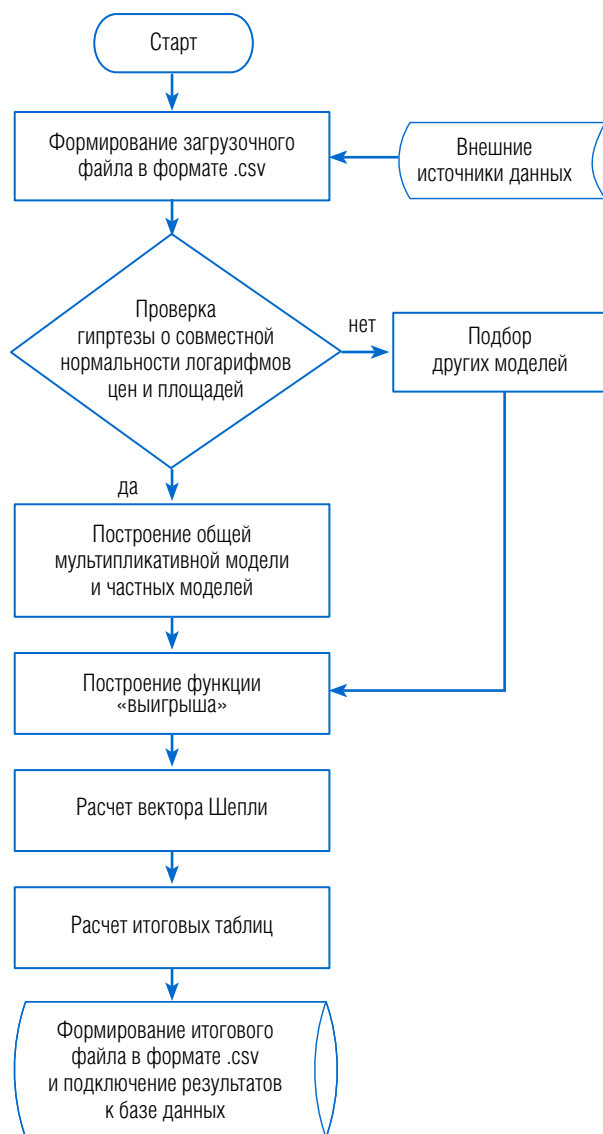 Старт
Формирование загрузочного
файла в формате .csv
Внешние
источники данных
Проверка
гипртезы о совместной
нормальности логарифмов
цен и площадей
нет
Подбор
других моделей
да
Построение общей
мультипликативной модели
и частных моделей
Построение функции
«выигрыша»
Расчет вектора Шепли
Расчет итоговых таблиц
Формирование итогового
файла в формате .csv
и подключение результатов
к базе данных